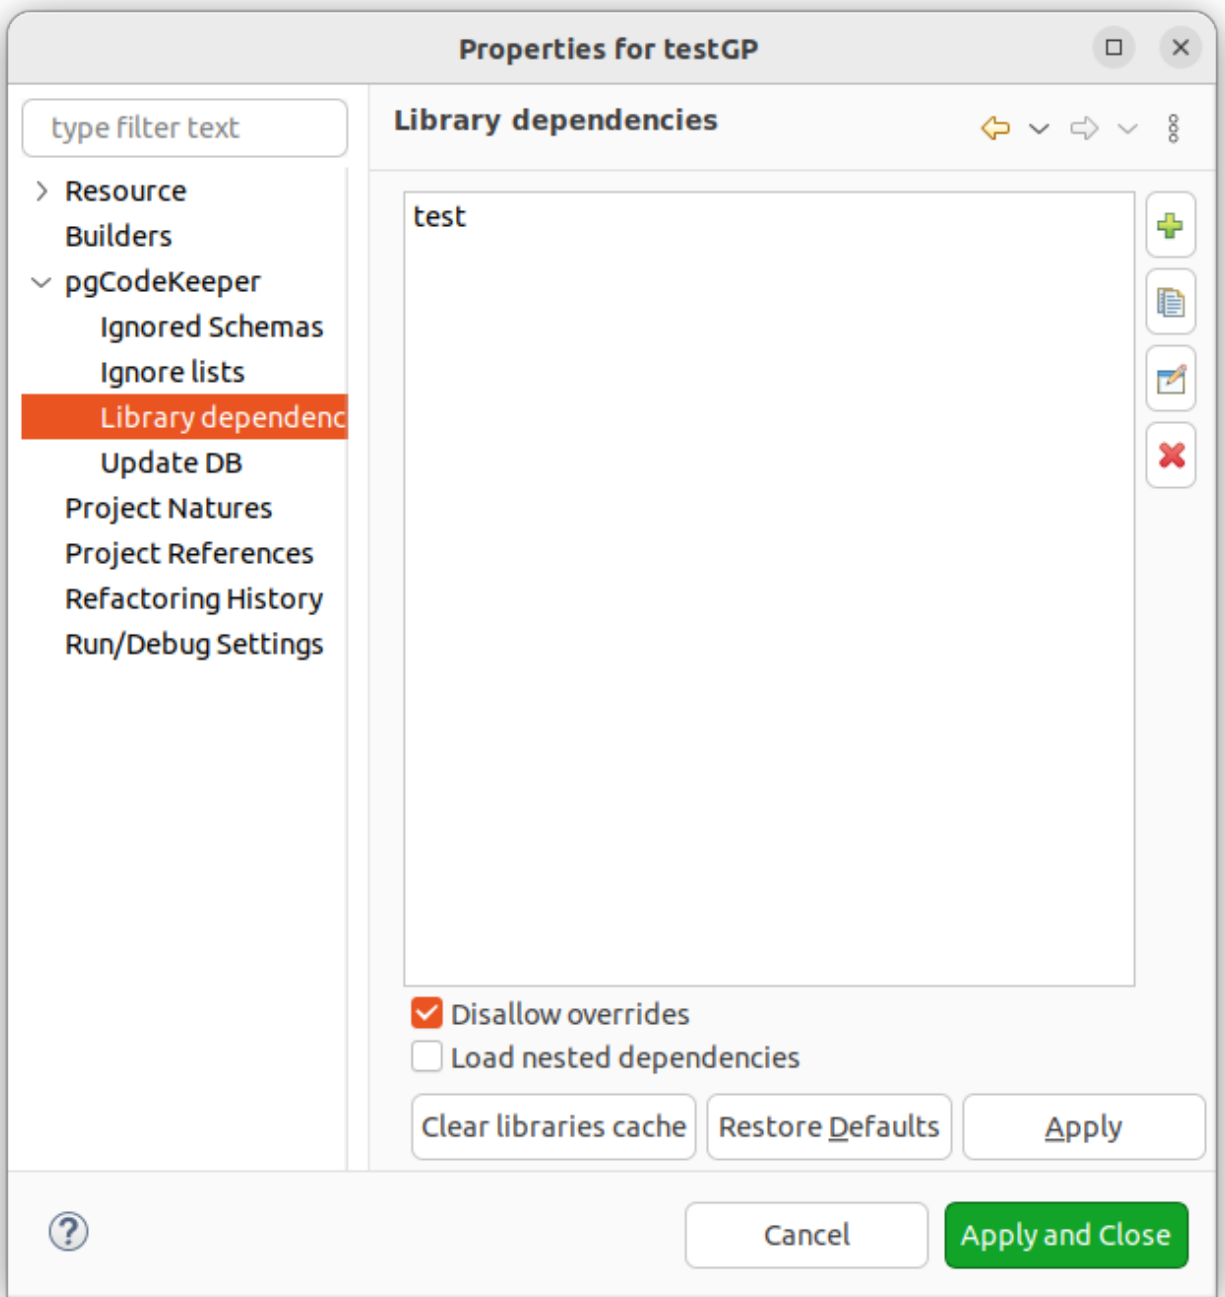 Properties for testGP
type filter text
Resource
Builders
pgCodeKeeper
Ignored Schemas
Ignore lists
Library dependenc
Update DB
Project Natures
Project References
Refactoring History
Run/Debug Settings
Library dependencies
test
Disallow overrides
Load nested dependencies
Clear libraries cache
Restore Defaults
Apply
?
Cancel
Apply and Close